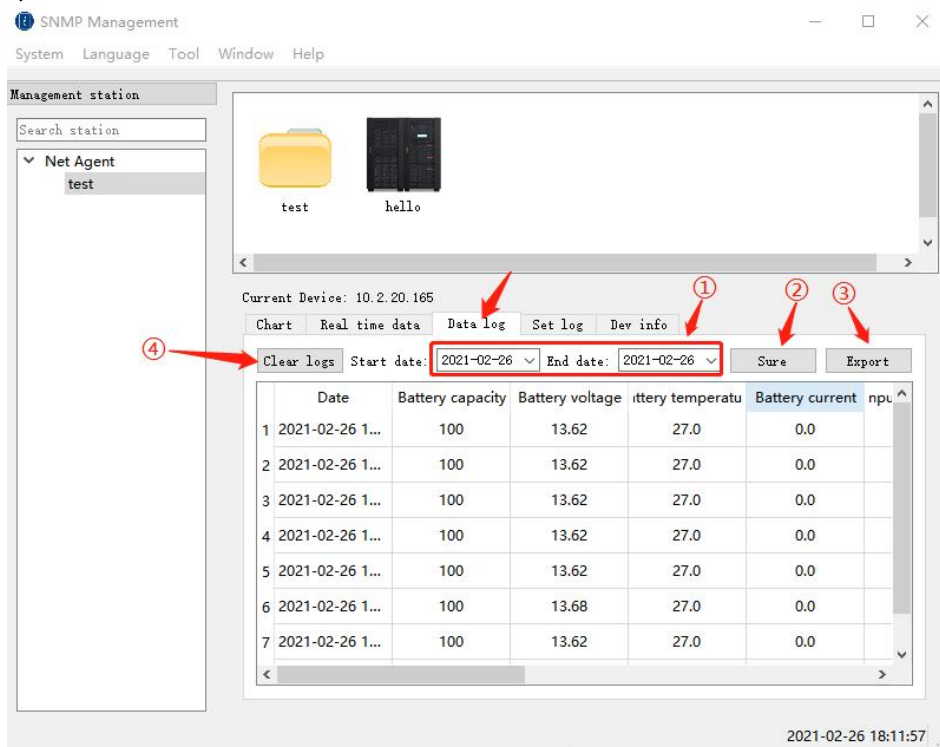 SNMP Management
System Language Tool Window Help
Management station
Search station
Net Agent
test
test hello
Current Device: 10.2.20.165
① ② ③
Chart Real time data Data log Set log Dev info
④
Clear logs Start date: 2021-02-26 End date: 2021-02-26 Sure Export
Date Battery capacity Battery voltage ittery temperatu Battery current npu
1 2021-02-26 1... 100 13.62 27.0 0.0
2 2021-02-26 1... 100 13.62 27.0 0.0
3 2021-02-26 1... 100 13.62 27.0 0.0
4 2021-02-26 1... 100 13.62 27.0 0.0
5 2021-02-26 1... 100 13.62 27.0 0.0
6 2021-02-26 1... 100 13.68 27.0 0.0
7 2021-02-26 1... 100 13.62 27.0 0.0
2021-02-26 18:11:57